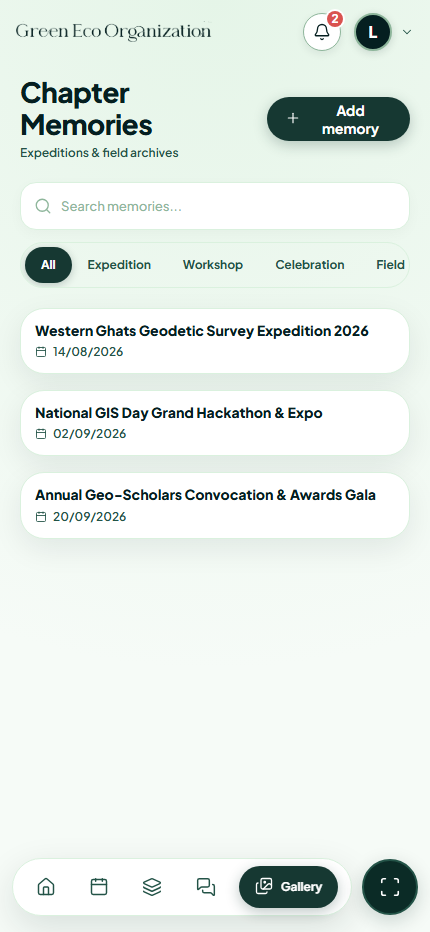 Green Eco Organization
2
L
Chapter
Memories
Expeditions & field archives
Add
memory
Search memories...
All
Expedition
Workshop
Celebration
Field
Western Ghats Geodetic Survey Expedition 2026
14/08/2026
National GIS Day Grand Hackathon & Expo
02/09/2026
Annual Geo-Scholars Convocation & Awards Gala
20/09/2026
Gallery